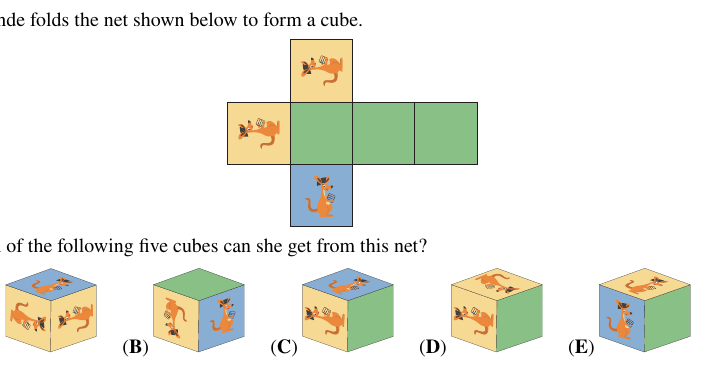 nde folds the net shown below to form a cube.
of the following five cubes can she get from this net?
(B) (C) (D) (E)